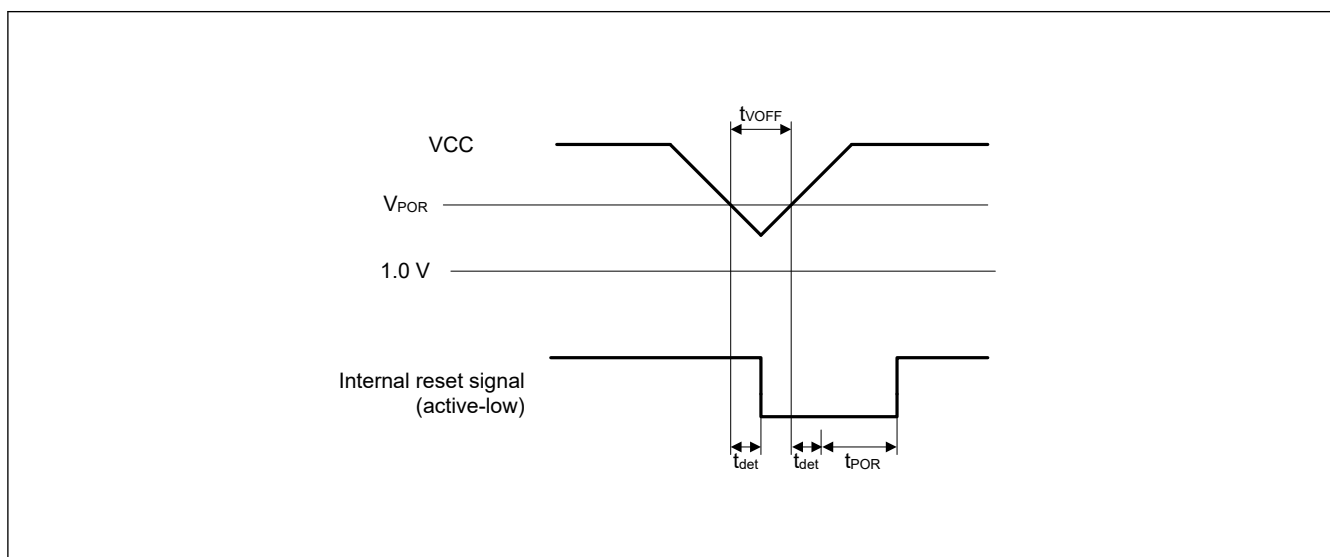 tVOFF
VCC
VPOR
1.0 V
Internal reset signal
(active-low)
tdet
tdet
tPOR